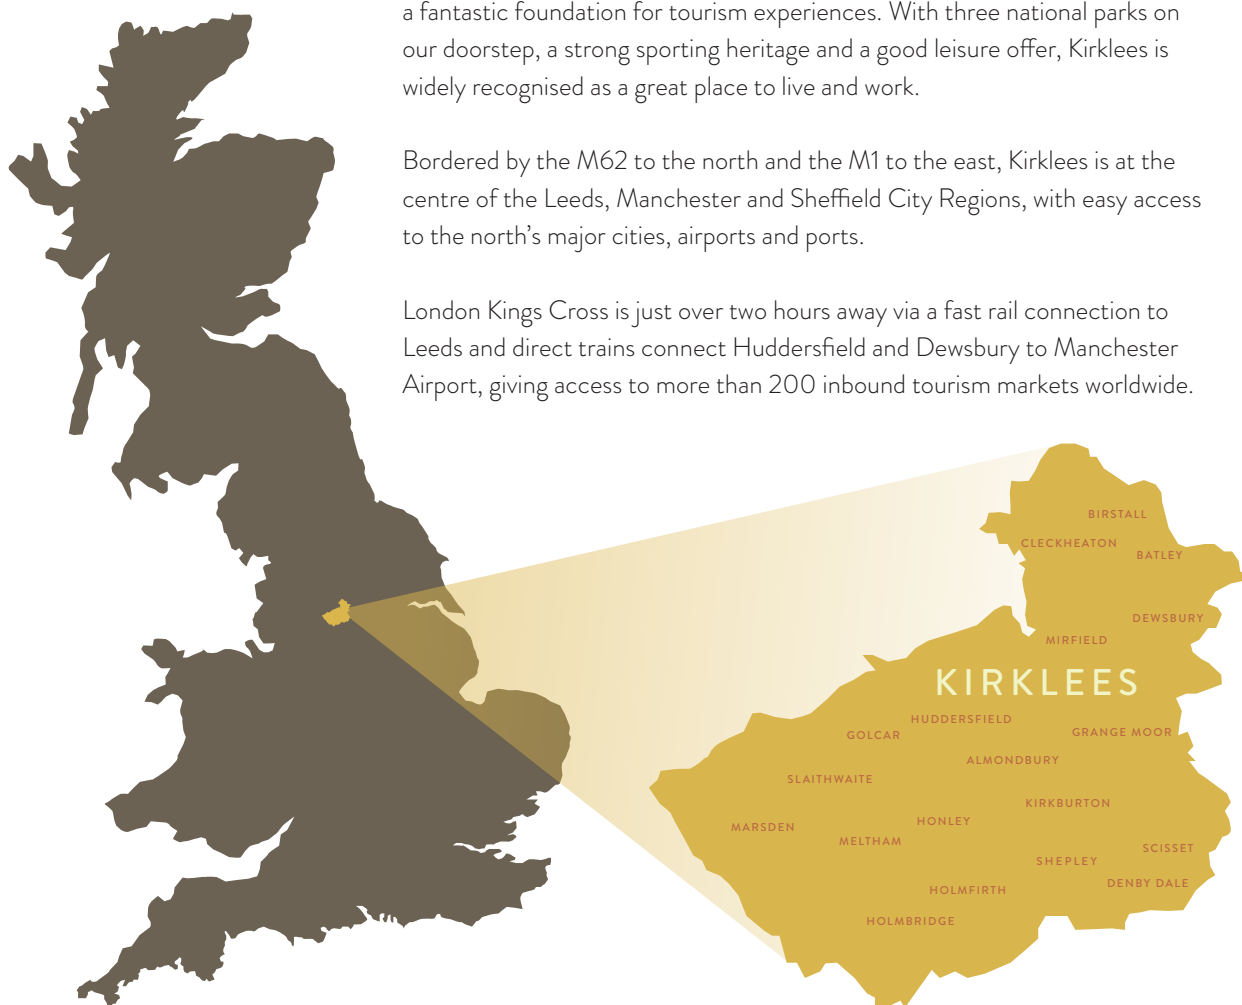 a fantastic foundation for tourism experiences. With three national parks on
our doorstep, a strong sporting heritage and a good leisure offer, Kirklees is
widely recognised as a great place to live and work.
Bordered by the M62 to the north and the M1 to the east, Kirklees is at the
centre of the Leeds, Manchester and Sheffield City Regions, with easy access
to the north's major cities, airports and ports.
London Kings Cross is just over two hours away via a fast rail connection to
Leeds and direct trains connect Huddersfield and Dewsbury to Manchester
Airport, giving access to more than 200 inbound tourism markets worldwide.
BIRSTALL
CLECKHEATON
BATLEY
DEWSBURY
MIRFIELD
KIRKLEES
HUDDERSFIELD
GOLCAR
GRANGE MOOR
ALMONDBURY
SLAITHWAITE
KIRKBURTON
HONLEY
MARSDEN
MELTHAM
SCISSET
SHEPLEY
DENBY DALE
HOLMFIRTH
HOLMBRIDGE